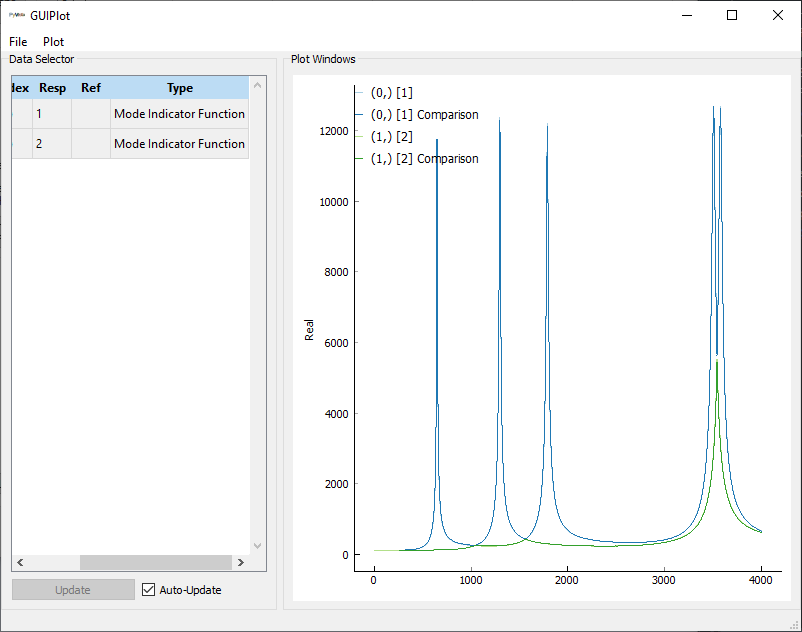 GUIPlot
File Plot
Data Selector
dex Resp Ref Type
1 Mode Indicator Function
2 Mode Indicator Function
Update
Auto-Update
Plot Windows
(0,) [1]
(0,) [1] Comparison
(1,) [2]
(1,) [2] Comparison
Real
12000
10000
8000
6000
4000
2000
0
0 1000 2000 3000 4000